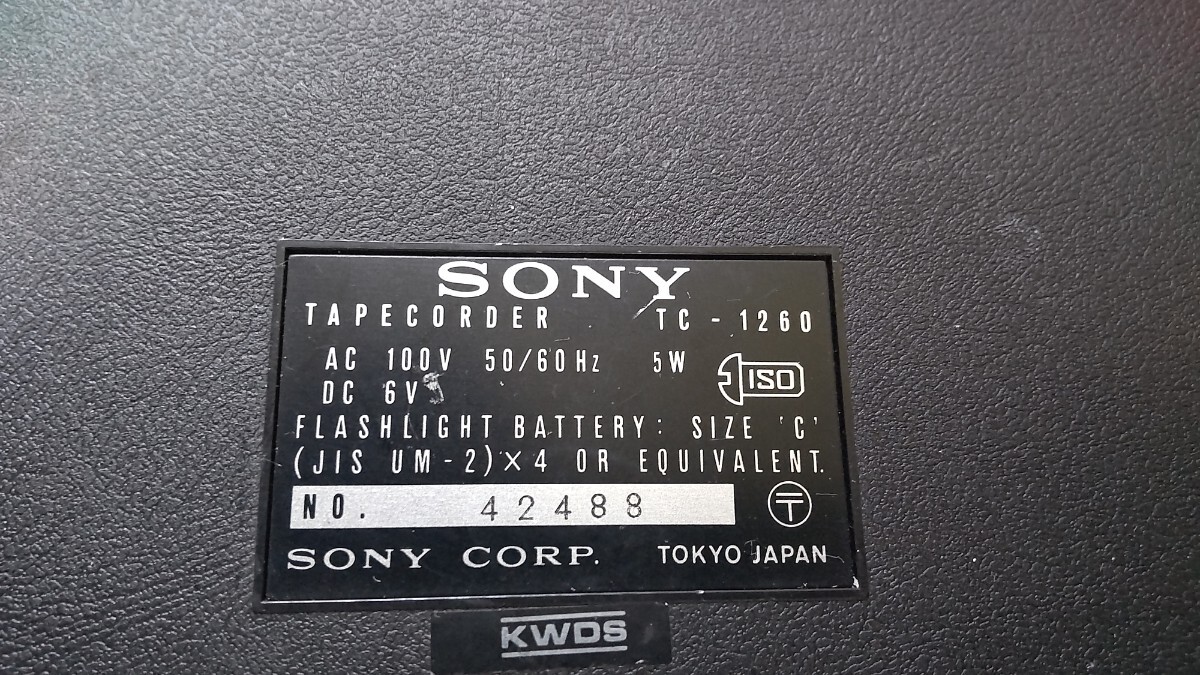 SONY
TAPECORDER TC-1260
AC 100V 50/60Hz 5W
ISO
DC 6V
FLASHLIGHT BATTERY: SIZE 'C'
(JIS UM-2)×4 OR EQUIVALENT.
NO. 42488
〒
SONY CORP. TOKYO JAPAN
KWDS